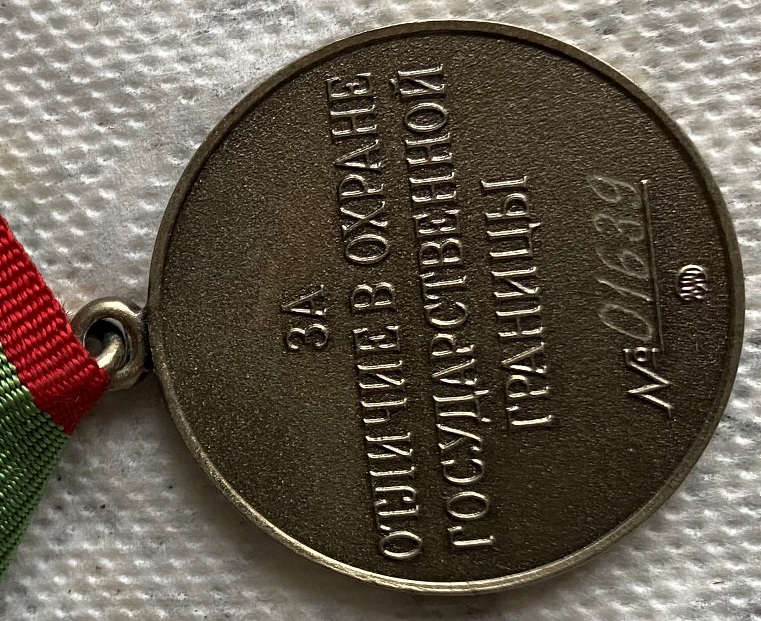 ЗА
ОТЛИЧИЕ В ОХРАНЕ
ГОСУДАРСТВЕННОЙ
ГРАНИЦЫ
№ 01639